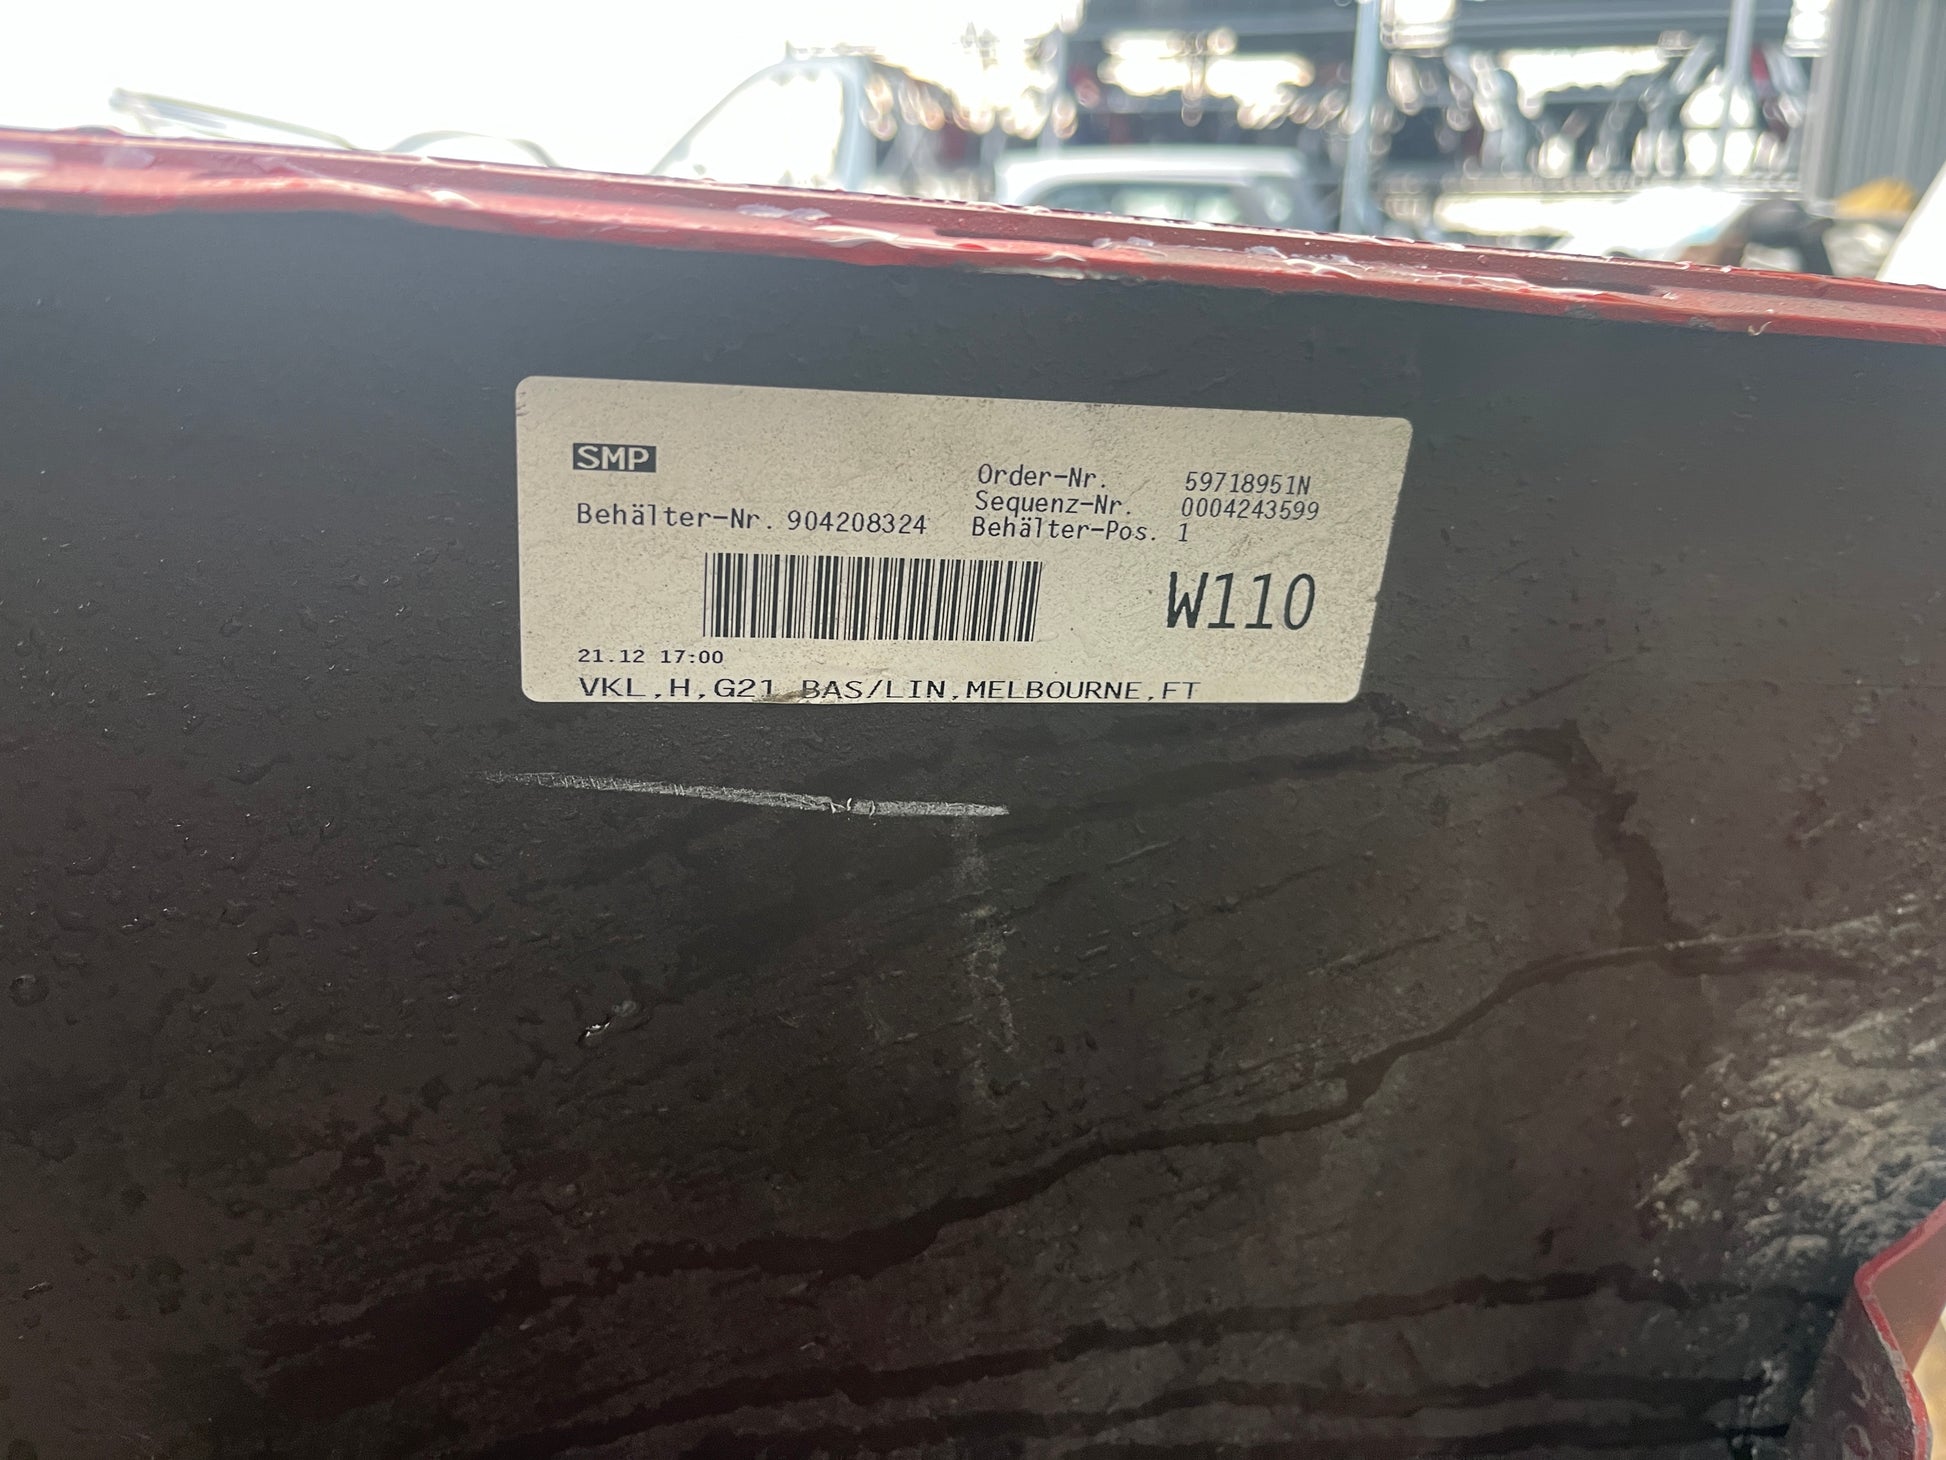 SMP
Order-Nr. 59718951N
Sequenz-Nr. 0004243599
Behälter-Nr. 904208324 Behälter-Pos. 1
W110
21.12 17:00
VKL,H,G21 BAS/LIN,MELBOURNE,FT